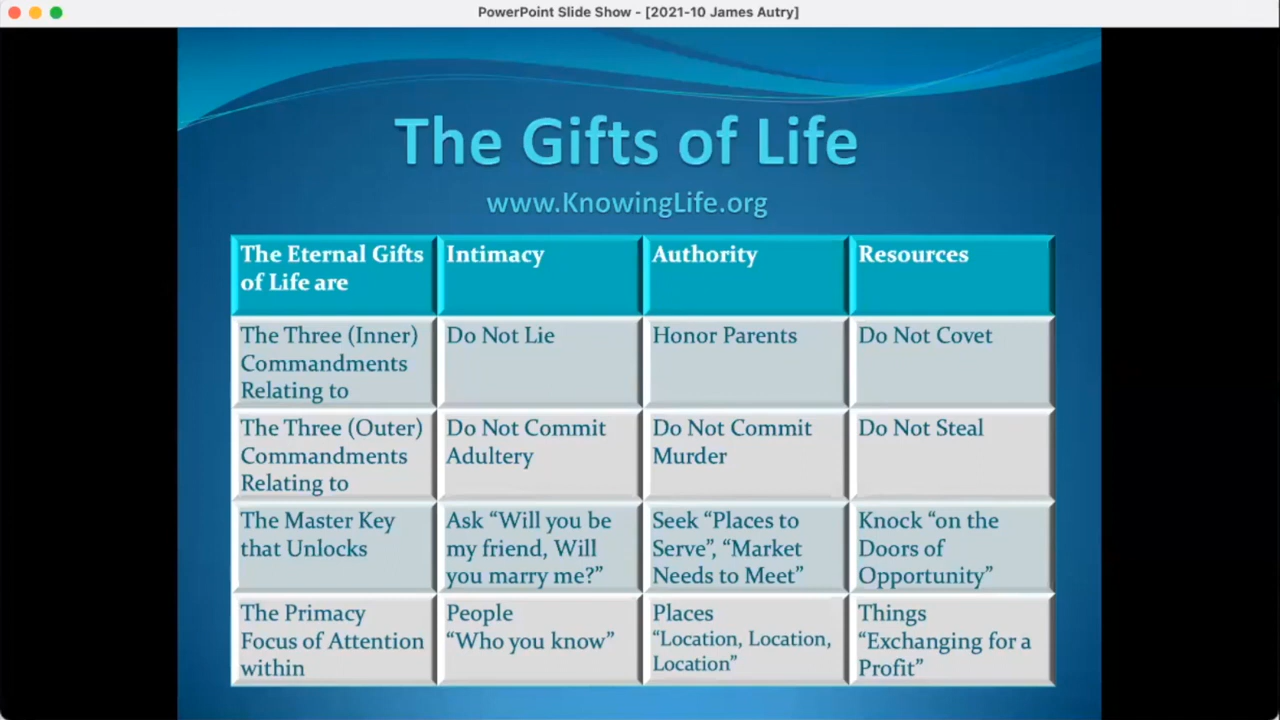 PowerPoint Slide Show - [2021-10 James Autry]
The Gifts of Life
www.KnowingLife.org
The Eternal Gifts
of Life are
Intimacy
Authority
Resources
The Three (Inner)
Commandments
Relating to
Do Not Lie
Honor Parents
Do Not Covet
The Three (Outer)
Commandments
Relating to
Do Not Commit
Adultery
Do Not Commit
Murder
Do Not Steal
The Master Key
that Unlocks
Ask “Will you be
my friend, Will
you marry me?”
Seek “Places to
Serve”, “Market
Needs to Meet”
Knock “on the
Doors of
Opportunity”
The Primacy
Focus of Attention
within
People
“Who you know”
Places
“Location, Location,
Location”
Things
“Exchanging for a
Profit”